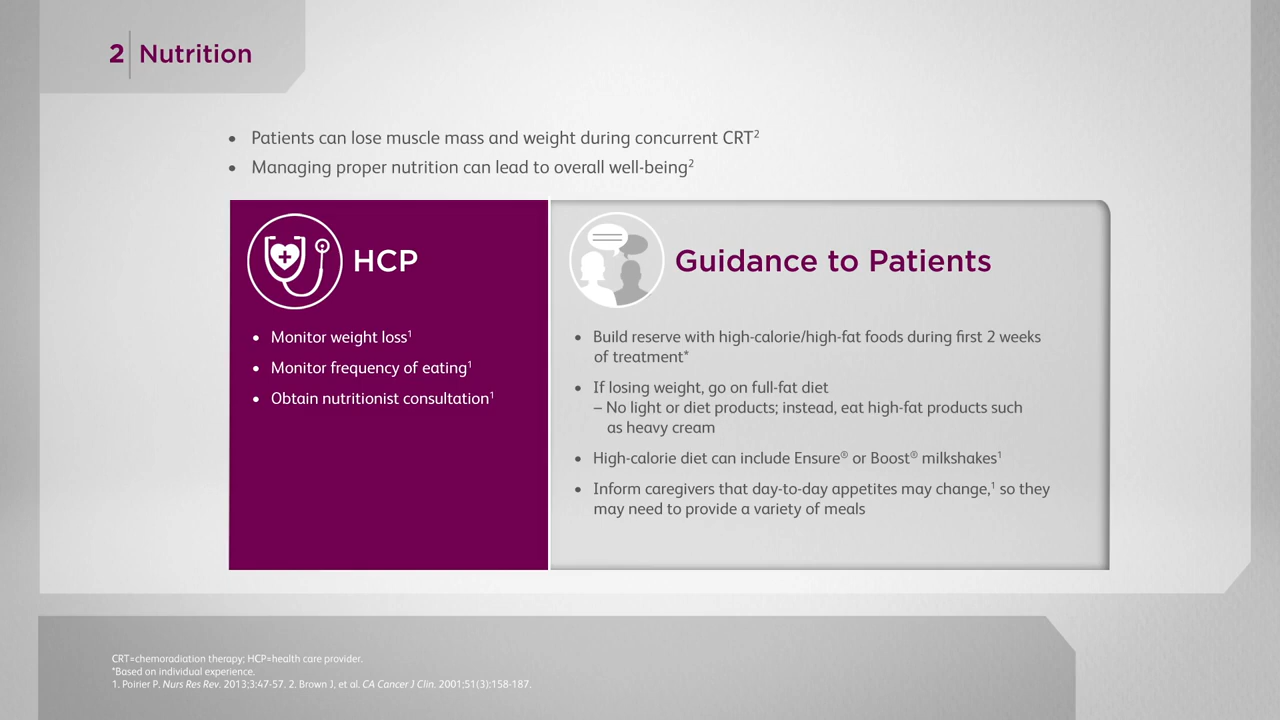 2 Nutrition
• Patients can lose muscle mass and weight during concurrent CRT²
• Managing proper nutrition can lead to overall well-being²
HCP
• Monitor weight loss¹
• Monitor frequency of eating¹
• Obtain nutritionist consultation¹
Guidance to Patients
• Build reserve with high-calorie/high-fat foods during first 2 weeks
of treatment*
• If losing weight, go on full-fat diet
– No light or diet products; instead, eat high-fat products such
as heavy cream
• High-calorie diet can include Ensure® or Boost® milkshakes¹
• Inform caregivers that day-to-day appetites may change,¹ so they
may need to provide a variety of meals
CRT=chemoradiation therapy; HCP=health care provider.
*Based on individual experience.
1. Poirier P. Nurs Res Rev. 2013;3:47-57. 2. Brown J, et al. CA Cancer J Clin. 2001;51(3):158-187.